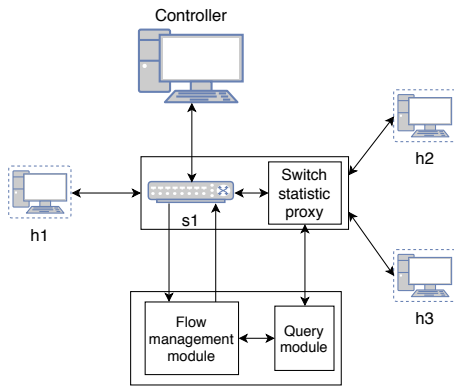 Controller
h1
s1
Switch
statistic
proxy
h2
h3
Flow
management
module
Query
module